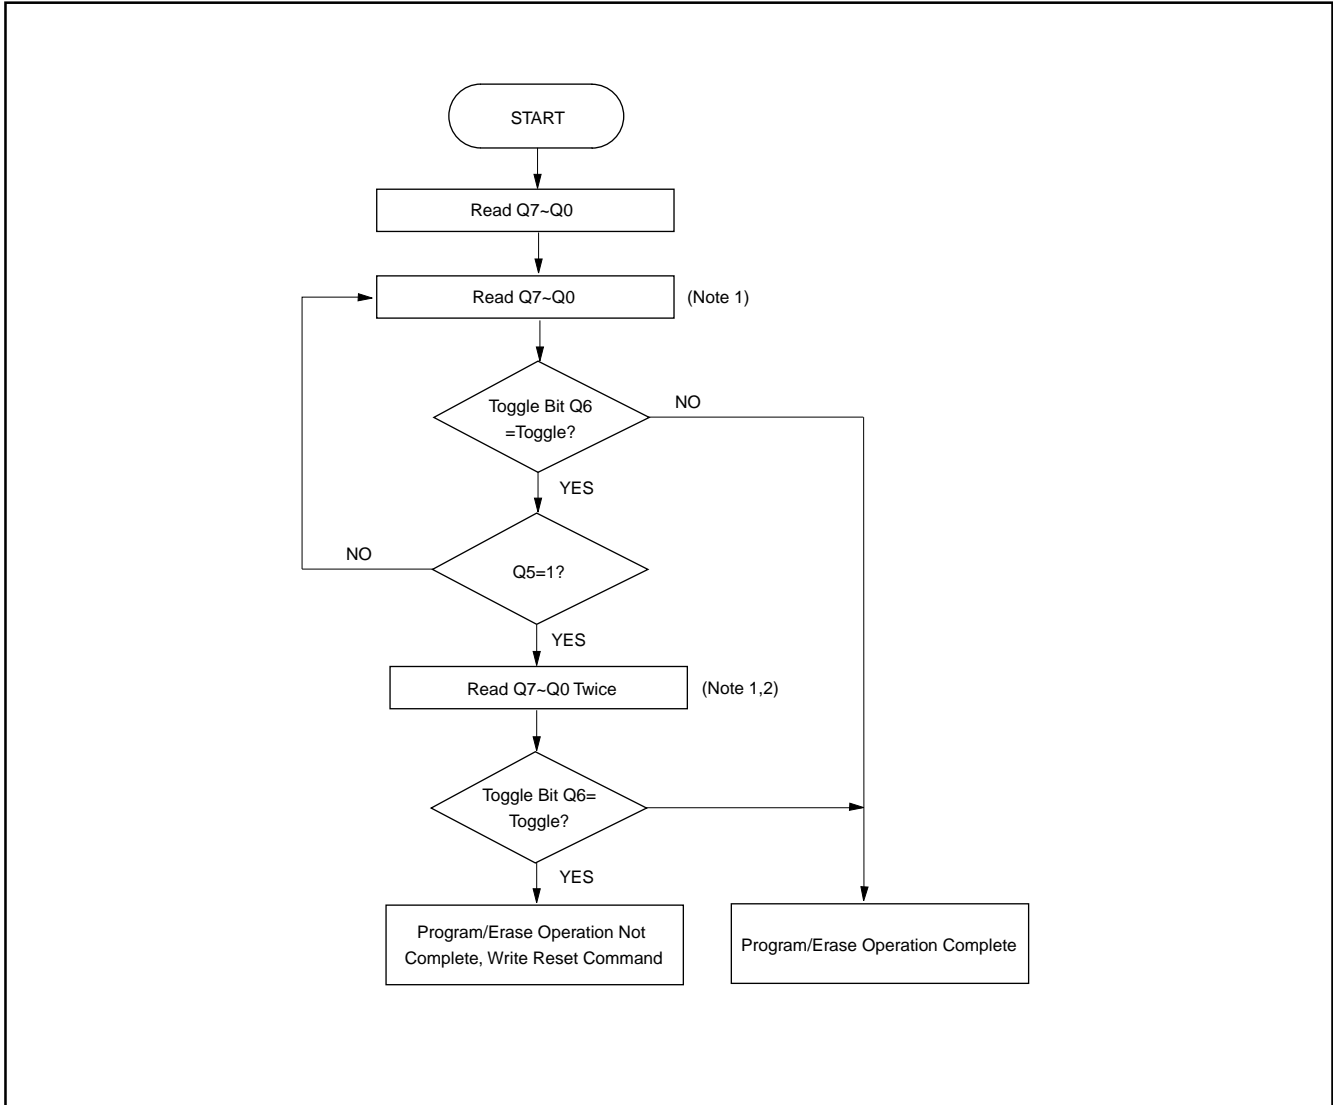 START
Read Q7~Q0
Read Q7~Q0
(Note 1)
Toggle Bit Q6
=Toggle?
NO
YES
NO
Q5=1?
YES
Read Q7~Q0 Twice
(Note 1,2)
Toggle Bit Q6=
Toggle?
YES
Program/Erase Operation Not
Complete, Write Reset Command
Program/Erase Operation Complete